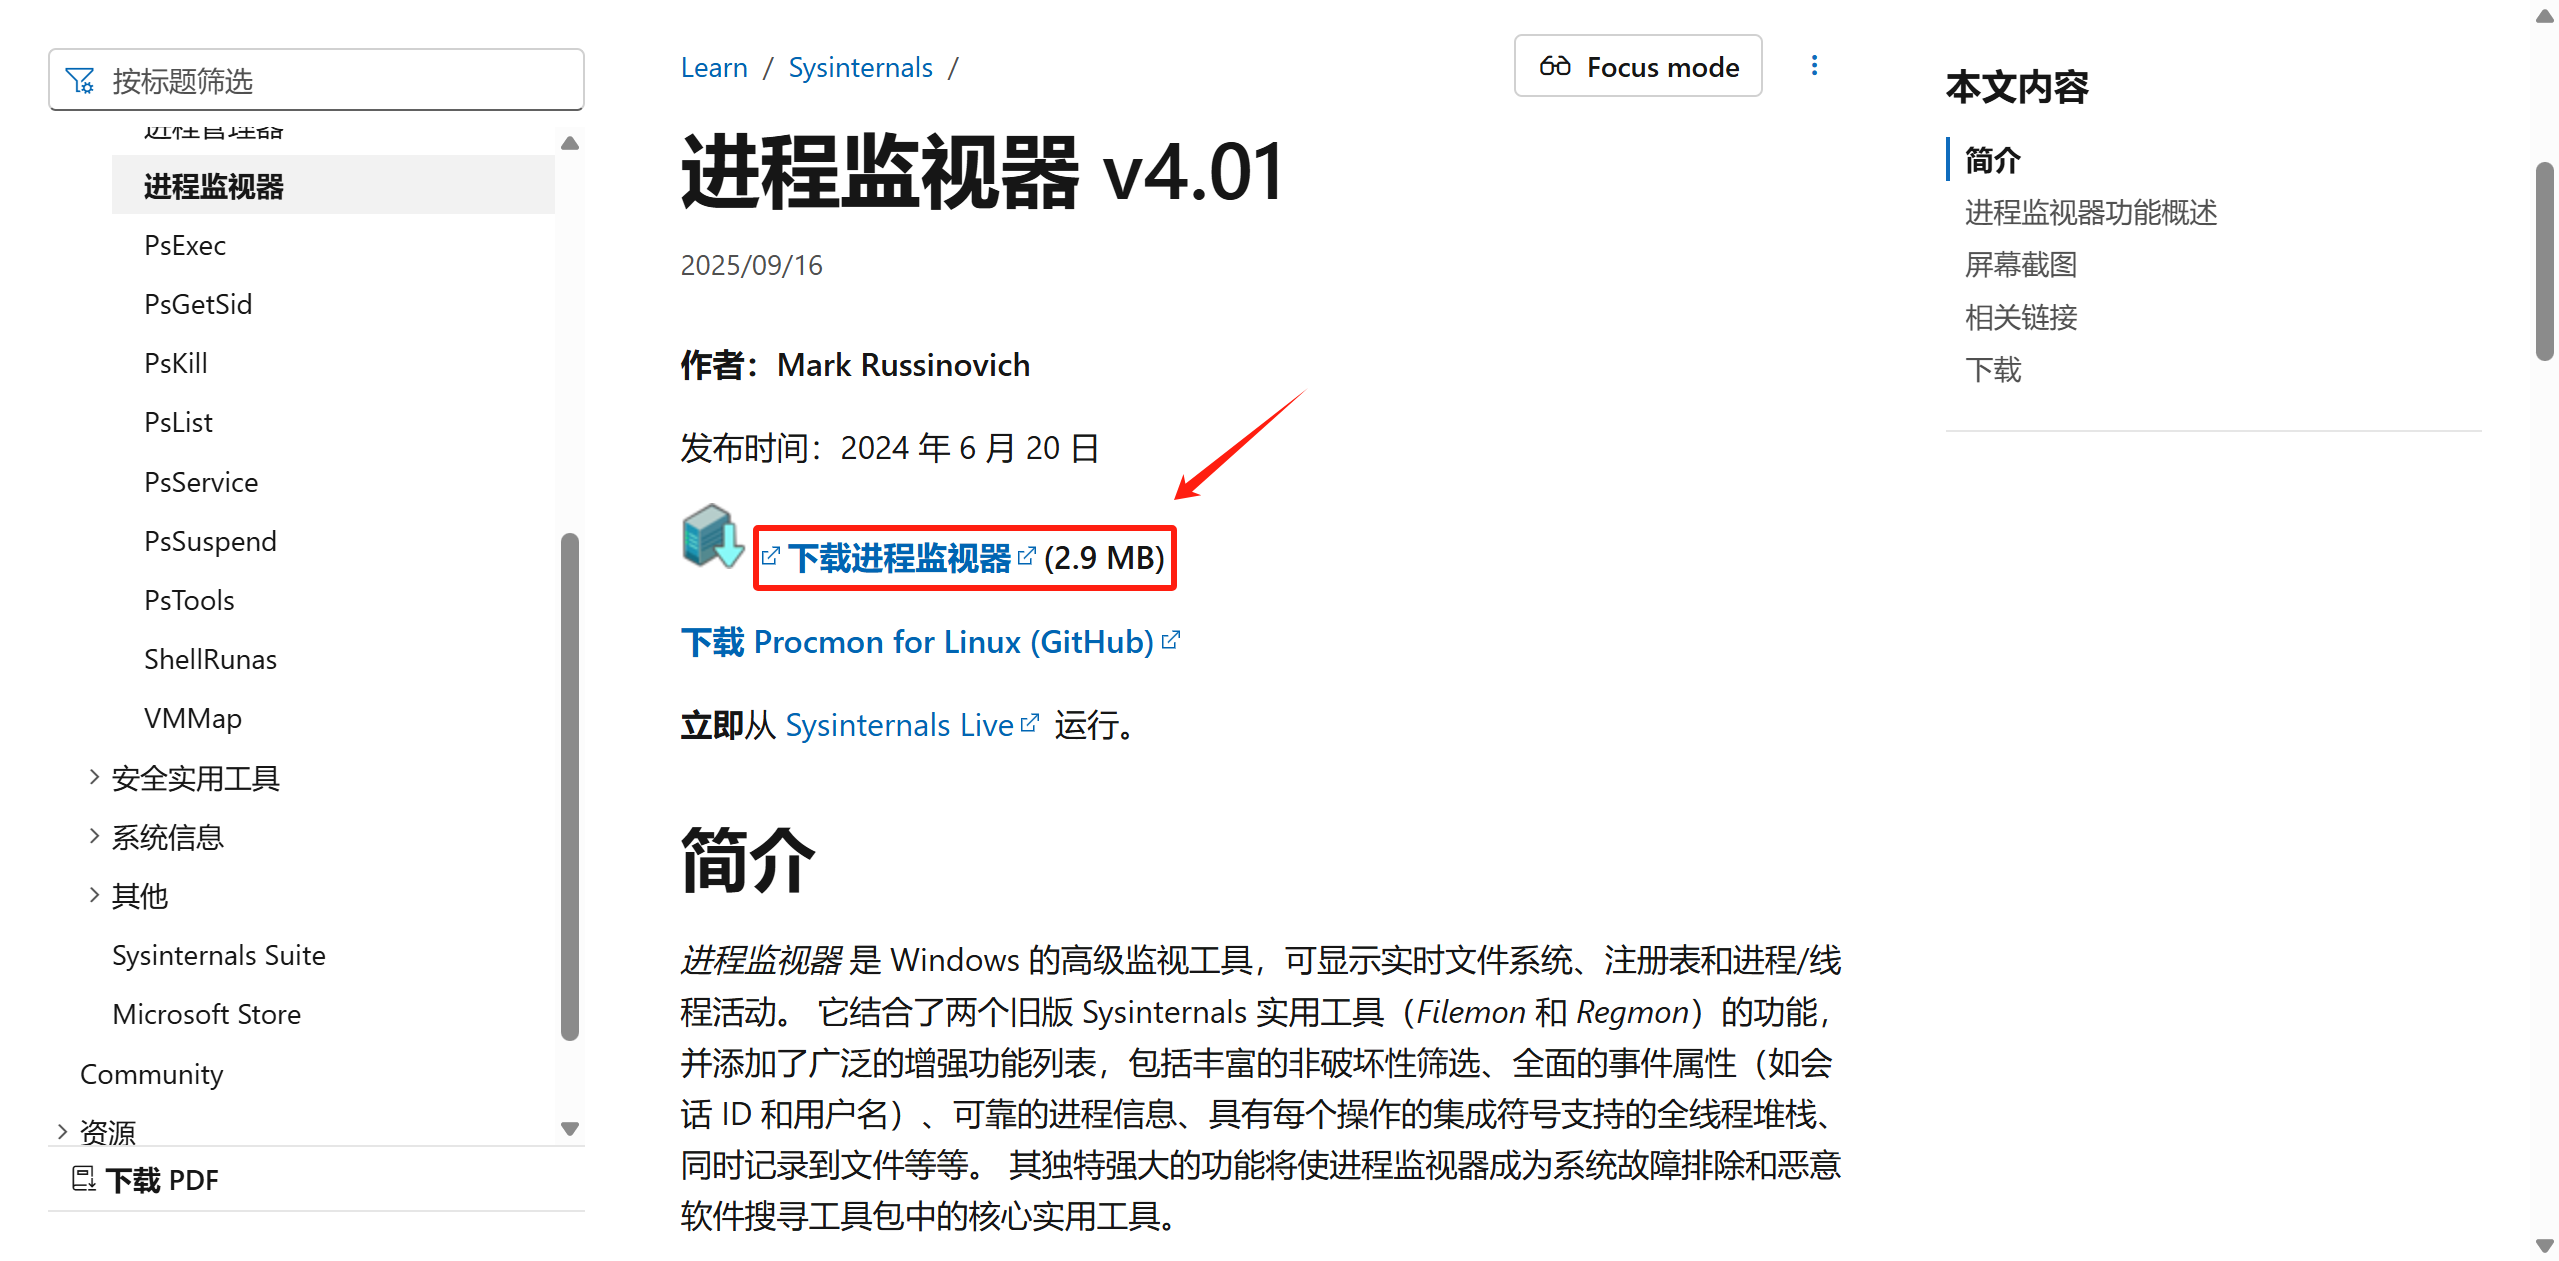 按标题筛选
进程管理器
进程监视器
PsExec
PsGetSid
PsKill
PsList
PsService
PsSuspend
PsTools
ShellRunas
VMMap
安全实用工具
系统信息
其他
Sysinternals Suite
Microsoft Store
Community
资源
下载 PDF
Learn / Sysinternals /
Focus mode
进程监视器 v4.01
2025/09/16
作者：Mark Russinovich
发布时间：2024 年 6 月 20 日
下载进程监视器 (2.9 MB)
下载 Procmon for Linux (GitHub)
立即从 Sysinternals Live 运行。
简介
进程监视器 是 Windows 的高级监视工具，可显示实时文件系统、注册表和进程/线
程活动。 它结合了两个旧版 Sysinternals 实用工具（Filemon 和 Regmon）的功能，
并添加了广泛的增强功能列表，包括丰富的非破坏性筛选、全面的事件属性（如会
话 ID 和用户名）、可靠的进程信息、具有每个操作的集成符号支持的全线程堆栈、
同时记录到文件等等。 其独特强大的功能将使进程监视器成为系统故障排除和恶意
软件搜寻工具包中的核心实用工具。
本文内容
简介
进程监视器功能概述
屏幕截图
相关链接
下载